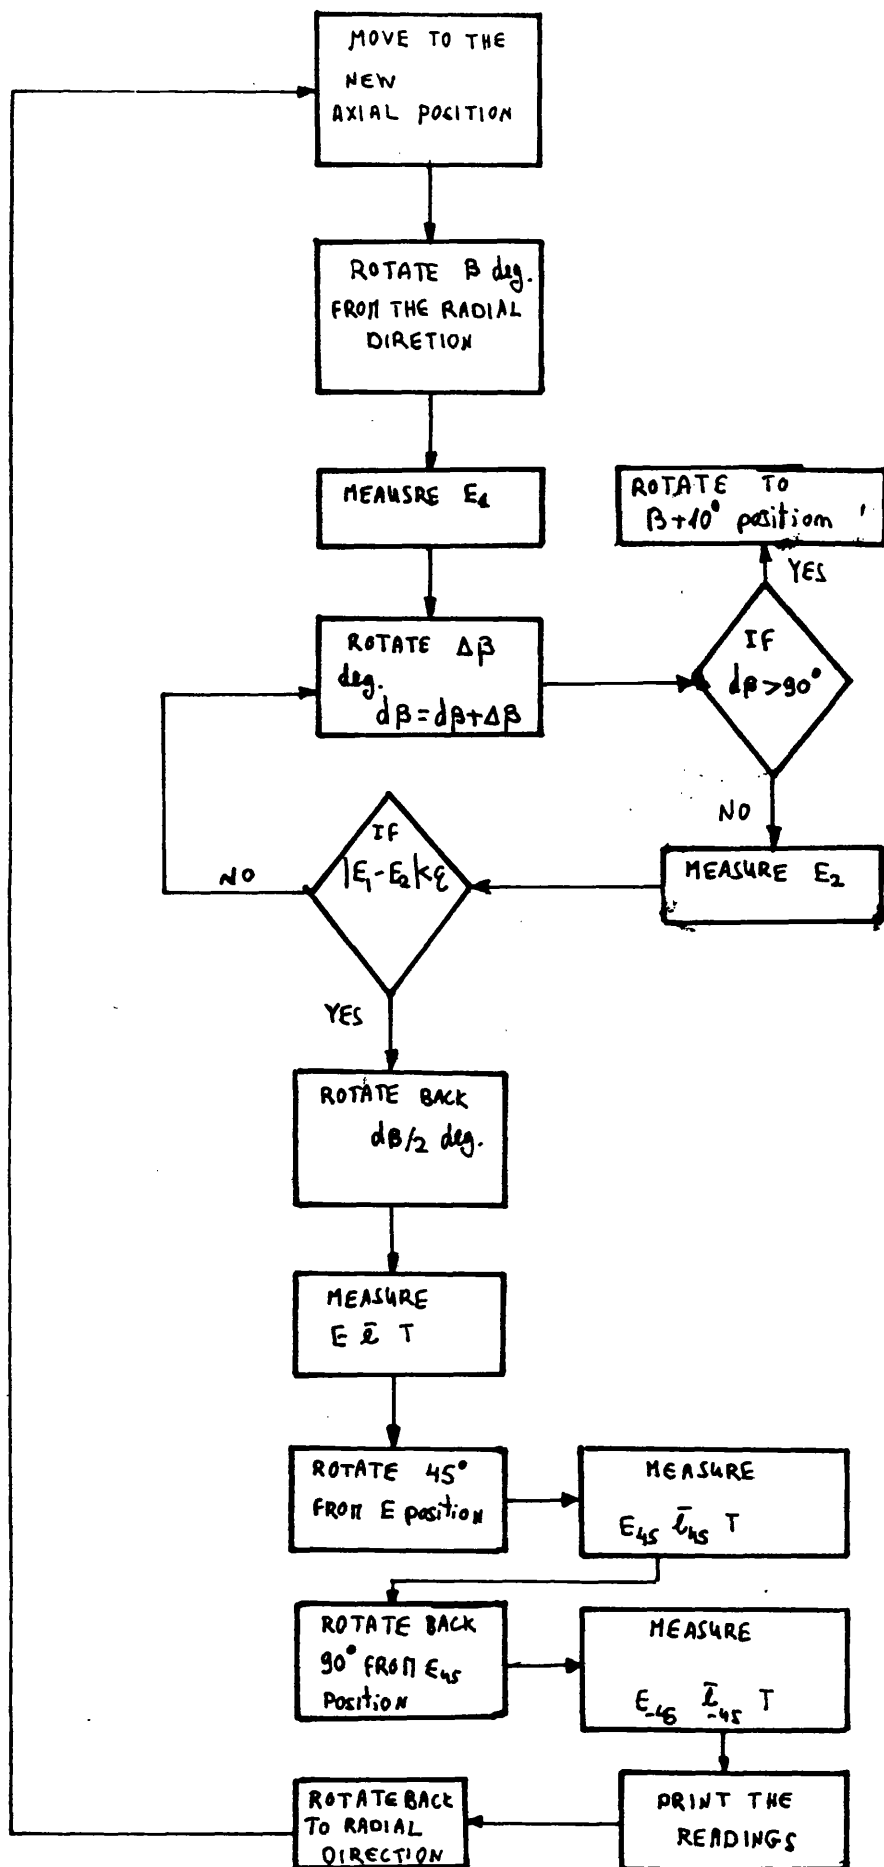 MOVE TO THE
NEW
AXIAL POSITION
ROTATE β deg.
FROM THE RADIAL
DIRETION
MEAUSRE E₁
ROTATE TO
β+10° position
YES
ROTATE Δβ
deg.
dβ=dβ+Δβ
IF
dβ>90°
NO
MEASURE E₂
IF
|E₁-E₂|<ε
NO
YES
ROTATE BACK
dβ/2 deg.
MEASURE
E ē T
ROTATE 45°
FROM E position
MEASURE
E₄₅ ē₄₅ T
ROTATE BACK
90° FROM E₄₅
POSITION
MEASURE
E₋₄₅ ē₋₄₅ T
PRINT THE
READINGS
ROTATE BACK
TO RADIAL
DIRECTION